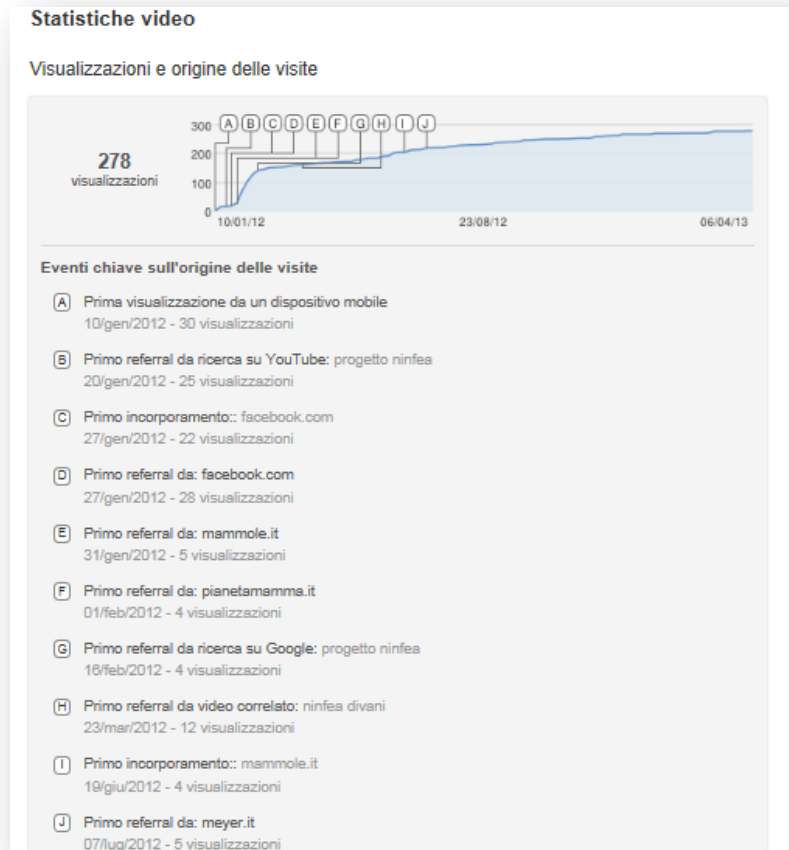 Statistiche video
Visualizzazioni e origine delle visite
300 A B C D E F G H I J
278
visualizzazioni
200
100
0
10/01/12 23/08/12 06/04/13
Eventi chiave sull'origine delle visite
A Prima visualizzazione da un dispositivo mobile
10/gen/2012 - 30 visualizzazioni
B Primo referral da ricerca su YouTube: progetto ninfea
20/gen/2012 - 25 visualizzazioni
C Primo incorporamento:: facebook.com
27/gen/2012 - 22 visualizzazioni
D Primo referral da: facebook.com
27/gen/2012 - 28 visualizzazioni
E Primo referral da: mammole.it
31/gen/2012 - 5 visualizzazioni
F Primo referral da: pianetamamma.it
01/feb/2012 - 4 visualizzazioni
G Primo referral da ricerca su Google: progetto ninfea
16/feb/2012 - 4 visualizzazioni
H Primo referral da video correlato: ninfea divani
23/mar/2012 - 12 visualizzazioni
I Primo incorporamento:: mammole.it
19/giu/2012 - 4 visualizzazioni
J Primo referral da: meyer.it
07/lug/2012 - 5 visualizzazioni